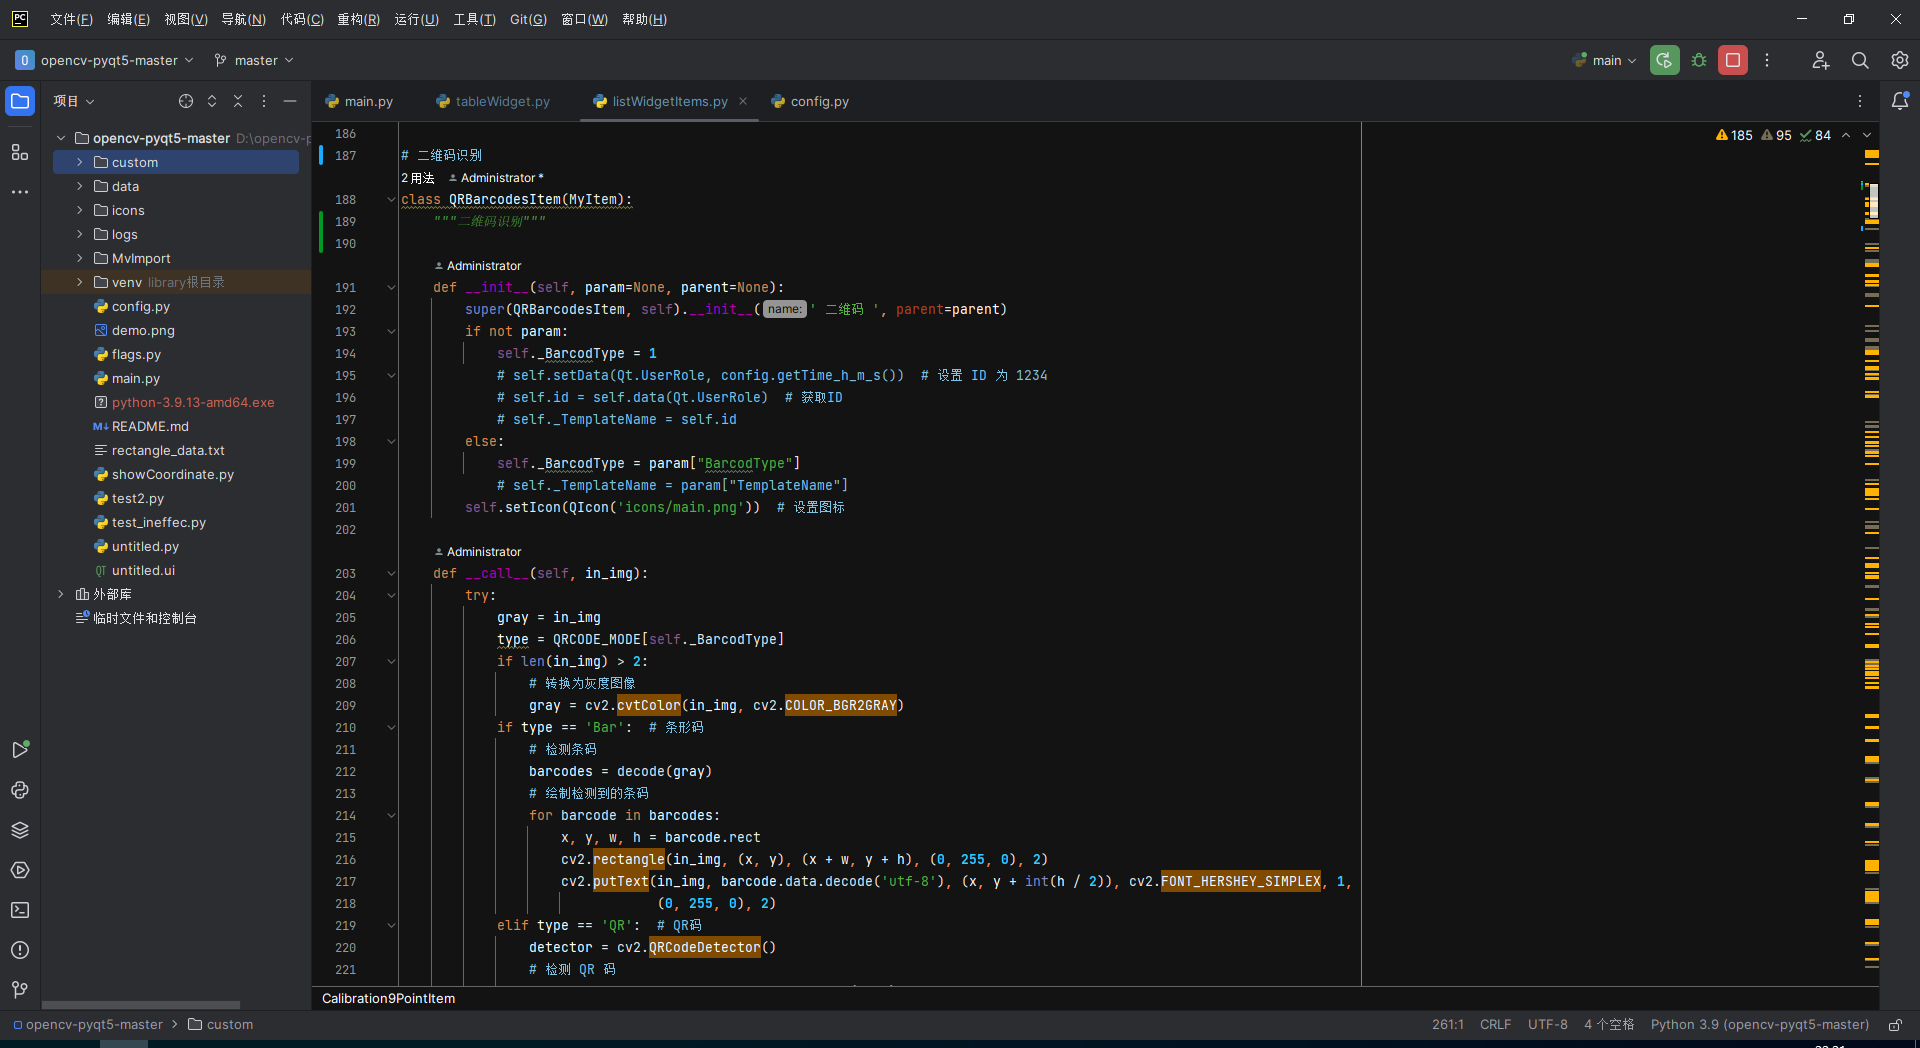 PC 文件(F) 编辑(E) 视图(V) 导航(N) 代码(C) 重构(R) 运行(U) 工具(T) Git(G) 窗口(W) 帮助(H)
O opencv-pyqt5-master master main
项目 main.py tableWidget.py listWidgetItems.py config.py
opencv-pyqt5-master D:\opencv-p
custom
data
icons
logs
MvImport
venv library根目录
config.py
demo.png
flags.py
main.py
python-3.9.13-amd64.exe
README.md
rectangle_data.txt
showCoordinate.py
test2.py
test_ineffec.py
untitled.py
untitled.ui
外部库
临时文件和控制台
185 95 84
186
187 # 二维码识别
2 用法 Administrator *
188 class QRBarcodesItem(MyItem):
189 """二维码识别"""
190
Administrator
191 def __init__(self, param=None, parent=None):
192 super(QRBarcodesItem, self).__init__( name: ' 二维码 ', parent=parent)
193 if not param:
194 self._BarcodType = 1
195 # self.setData(Qt.UserRole, config.getTime_h_m_s())  # 设置 ID 为 1234
196 # self.id = self.data(Qt.UserRole)  # 获取ID
197 # self._TemplateName = self.id
198 else:
199 self._BarcodType = param["BarcodType"]
200 # self._TemplateName = param["TemplateName"]
201 self.setIcon(QIcon('icons/main.png'))  # 设置图标
202
Administrator
203 def __call__(self, in_img):
204 try:
205 gray = in_img
206 type = QRCODE_MODE[self._BarcodType]
207 if len(in_img) > 2:
208 # 转换为灰度图像
209 gray = cv2.cvtColor(in_img, cv2.COLOR_BGR2GRAY)
210 if type == 'Bar':  # 条形码
211 # 检测条码
212 barcodes = decode(gray)
213 # 绘制检测到的条码
214 for barcode in barcodes:
215 x, y, w, h = barcode.rect
216 cv2.rectangle(in_img, (x, y), (x + w, y + h), (0, 255, 0), 2)
217 cv2.putText(in_img, barcode.data.decode('utf-8'), (x, y + int(h / 2)), cv2.FONT_HERSHEY_SIMPLEX, 1,
218 (0, 255, 0), 2)
219 elif type == 'QR':  # QR码
220 detector = cv2.QRCodeDetector()
221 # 检测 QR 码
Calibration9PointItem
opencv-pyqt5-master custom 261:1 CRLF UTF-8 4 个空格 Python 3.9 (opencv-pyqt5-master)